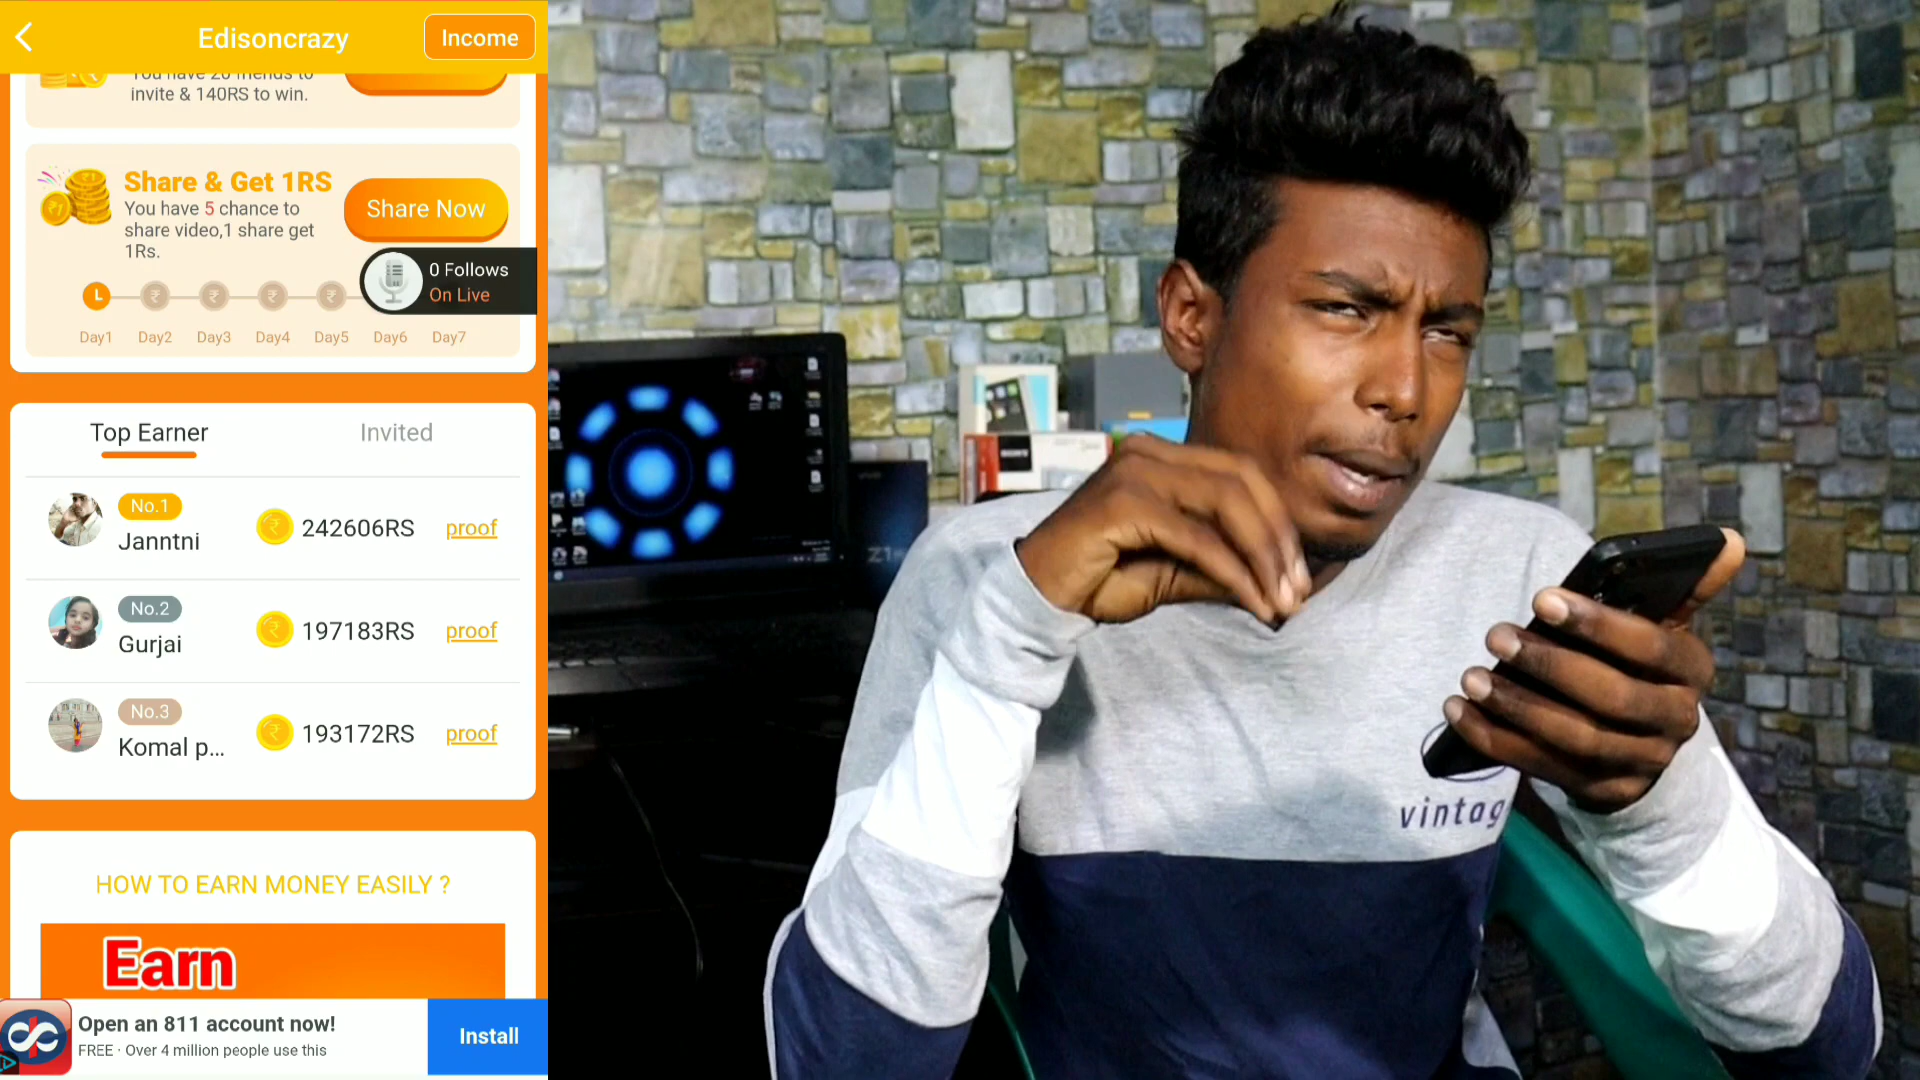 Edisoncrazy
Income
invite & 140RS to win.
Share & Get 1RS
You have 5 chance to
share video,1 share get
1Rs.
Share Now
0 Follows
On Live
Day1
Day2
Day3
Day4
Day5
Day6
Day7
Top Earner
Invited
No.1
Janntni
242606RS
proof
No.2
Gurjai
197183RS
proof
No.3
Komal p...
193172RS
proof
HOW TO EARN MONEY EASILY ?
Earn
Open an 811 account now!
FREE · Over 4 million people use this
Install
vintag